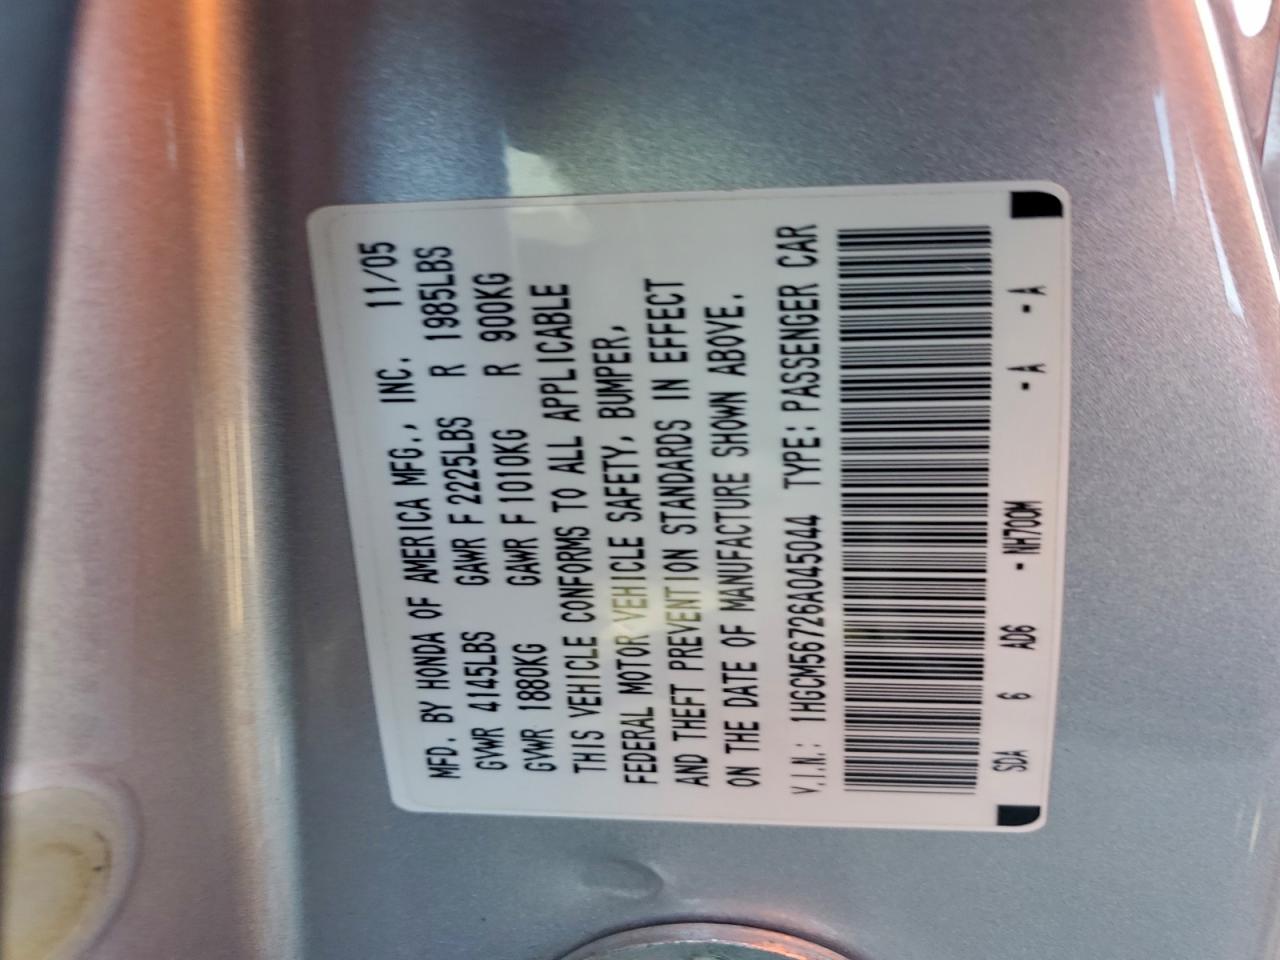 MFD. BY HONDA OF AMERICA MFG., INC. 11/05
GVWR 4145LBS GAWR F 2225LBS R 1985LBS
GVWR 1880KG GAWR F 1010KG R 900KG
THIS VEHICLE CONFORMS TO ALL APPLICABLE
FEDERAL MOTOR VEHICLE SAFETY, BUMPER,
AND THEFT PREVENTION STANDARDS IN EFFECT
ON THE DATE OF MANUFACTURE SHOWN ABOVE.
V.I.N.: 1HGCM56726A045044 TYPE: PASSENGER CAR
SDA 6 AD6 - NH700M - A - A